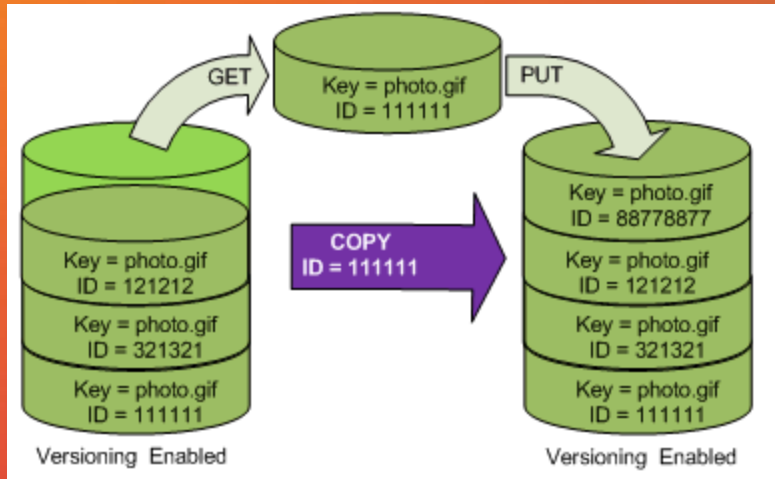 GET
Key = photo.gif
ID = 111111
PUT
Key = photo.gif
ID = 121212
Key = photo.gif
ID = 321321
Key = photo.gif
ID = 111111
Versioning Enabled
COPY
ID = 111111
Key = photo.gif
ID = 88778877
Key = photo.gif
ID = 121212
Key = photo.gif
ID = 321321
Key = photo.gif
ID = 111111
Versioning Enabled